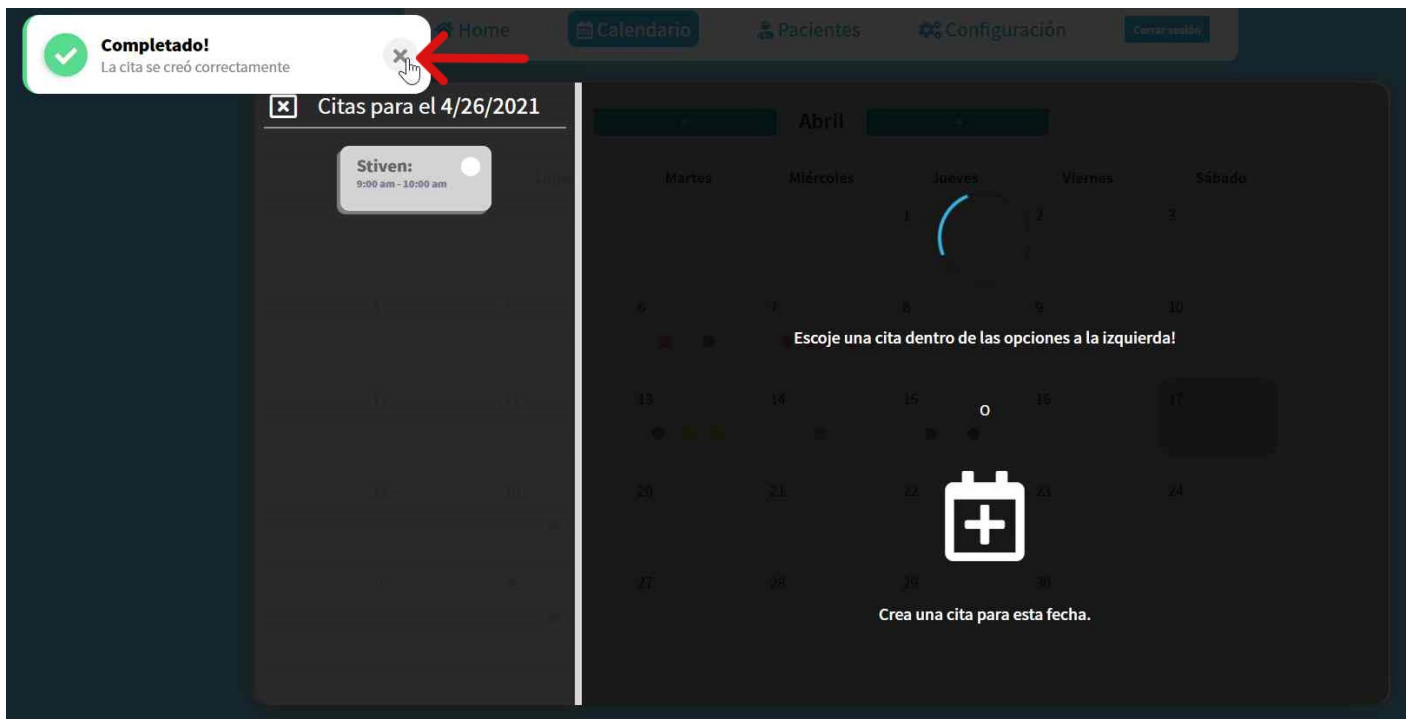 Completado!
La cita se creó correctamente
Home
Calendario
Pacientes
Configuración
Cerrar sesión
Citas para el 4/26/2021
Stiven:
9:00 am - 10:00 am
Abril
Martes Miércoles Jueves Viernes Sábado
1 2 3
6 7 8 9 10
Escoje una cita dentro de las opciones a la izquierda!
13 14 15 16 17
o
20 21 22 23 24
27 28 29 30
Crea una cita para esta fecha.